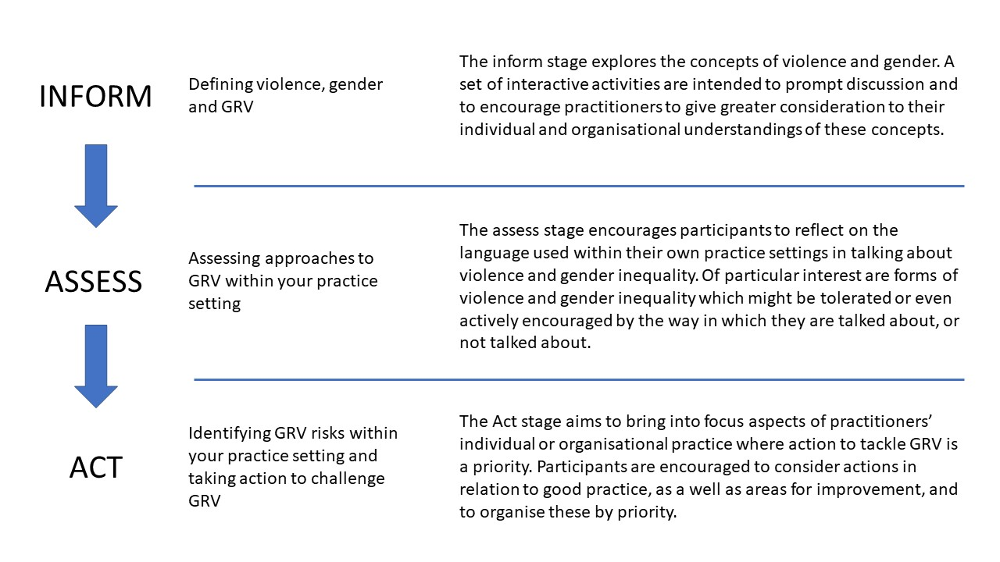 INFORM
Defining violence, gender
and GRV
The inform stage explores the concepts of violence and gender. A
set of interactive activities are intended to prompt discussion and
to encourage practitioners to give greater consideration to their
individual and organisational understandings of these concepts.
ASSESS
Assessing approaches to
GRV within your practice
setting
The assess stage encourages participants to reflect on the
language used within their own practice settings in talking about
violence and gender inequality. Of particular interest are forms of
violence and gender inequality which might be tolerated or even
actively encouraged by the way in which they are talked about, or
not talked about.
ACT
Identifying GRV risks within
your practice setting and
taking action to challenge
GRV
The Act stage aims to bring into focus aspects of practitioners’
individual or organisational practice where action to tackle GRV is
a priority. Participants are encouraged to consider actions in
relation to good practice, as a well as areas for improvement, and
to organise these by priority.